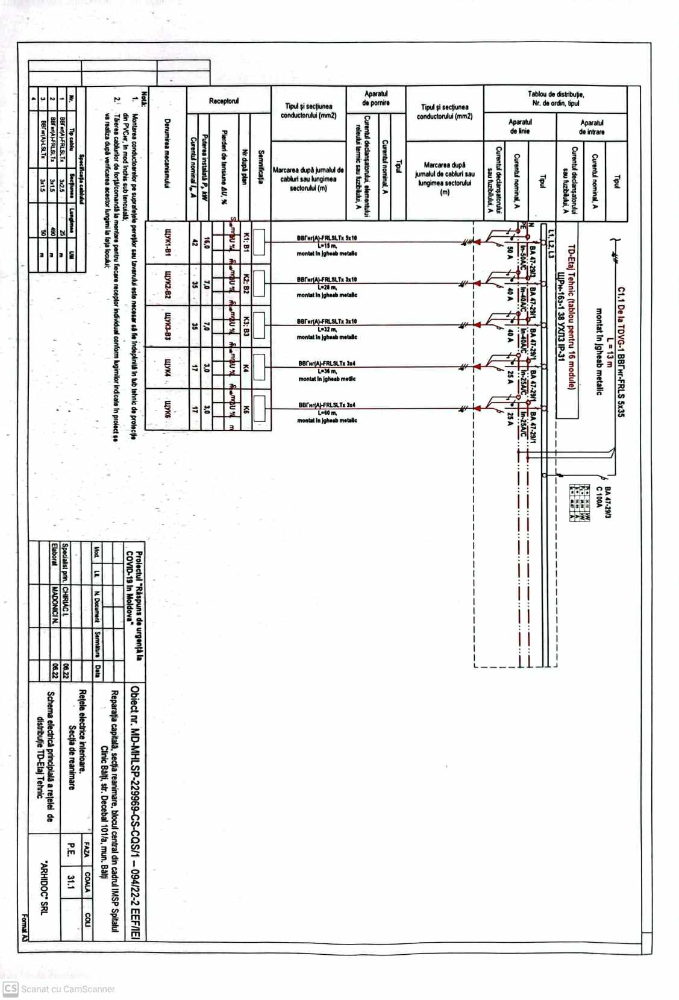 Tablou de distribuție,
Nr. de ordin, tipul
Aparatul
de intrare
Tipul
Curentul nominal, A
Curentul declanșatorului
sau fuzibilului, A
Aparatul
de linie
Tipul
Curentul nominal, A
Curentul declanșatorului
sau fuzibilului, A
Tipul și secțiunea
conductorului (mm2)
Marcarea după
jurnalul de cabluri sau
lungimea sectorului
(m)
Aparatul
de pornire
Tipul
Curentul nominal, A
Curentul declanșatorului, elementului
releului termic sau fuzibilului, A
Tipul și secțiunea
conductorului (mm2)
Marcarea după jurnalul de
cabluri sau lungimea
sectorului (m)
Receptorul
Semnificația
Nr după plan
Pierderi de tensiune ΔU, %
Puterea instalată P, kW
Curentul nominal I, A
Denumirea mecanismului
C1.1 De la TDVG-1 ВВГнг-FRLS 5x35
L = 13 m
montat în jgheab metalic
TD-Etaj Tehnic (tablou pentru 16 module)
ЩРн-16з-1 38 УХЛ3 IP-31
BA 47-29/3
C 100A
L1, L2, L3
N
PE
BA 47-29/3
In-50A/C
50 A
BA 47-29/1
In-40A/C
40 A
BA 47-29/1
In-40A/C
40 A
BA 47-29/1
In-25A/C
25 A
BA 47-29/1
In-25A/C
25 A
ВВГнг(A)-FRLSLTx 5x10
L=15 m,
montat în jgheab metalic
ВВГнг(A)-FRLSLTx 3x10
L=28 m,
montat în jgheab metalic
ВВГнг(A)-FRLSLTx 3x10
L=32 m,
montat în jgheab metalic
ВВГнг(A)-FRLSLTx 3x4
L=36 m,
montat în jgheab metlic
ВВГнг(A)-FRLSLTx 3x4
L=60 m,
montat în jgheab metalic
K1; B1
K2; B2
K3; B3
K4
K6
16,0
7,0
7,0
3,0
3,0
42
35
35
17
17
ЩУК1-B1
ЩУК2-B2
ЩУК3-B3
ЩУК4
ЩУК6
Notă:
1. Montarea conductoarelor pe suprafețele pereților sau tavanului este necesar să fie îndeplinită în tub tehnic de protecție
din PVCнг, în mod închis sub tencuială;
2. Tăierea cablurilor de forță/comandă la montare pentru fiecare receptor individual conform lugimilor indicate în proiect se
va realiza după verificarea acestor lungimi la fața locului;
Specificația cablului
Nr. Tip cablu Secțiunea Lungimea UM
1 ВВГнг(A)-FRLSLTx 3x2,5 25 m
2 ВВГнг(A)-FRLSLTx 3x1,5 490 m
3 ВВГнг(A)-LSLTx 3x1,5 50 m
4
Proiectul "Răspuns de urgență la
COVID-19 în Moldova"
Obiect nr. MD-MHLSP-229969-CS-CQS/1 – 094/22-2 EEF/IEI
Reparația capitală, secția reanimare, blocul central din cadrul IMSP Spitalul
Clinic Bălți, str. Decebal 101/a, mun. Bălți
Mod. Lit. N. Document Semnătura Data
Specialist prin. CHIRIAC I. 06.22
Elaborat MADONICI N. 06.22
Rețele electrice interioare.
Secția de reanimare
FAZA COALA COLI
P.E. 31.1
Schema electrică principială a rețelei de
distribuție TD-Etaj Tehnic
"ARHIDOC" SRL
Format A3
CS Scanat cu CamScanner